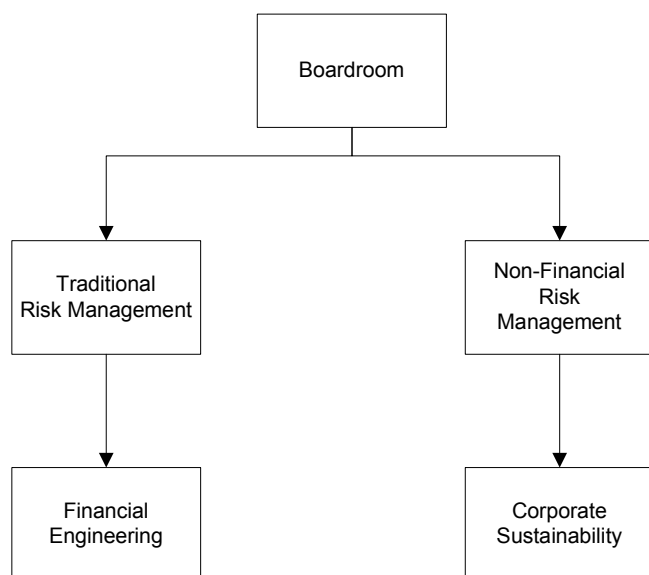 Boardroom
Traditional
Risk Management
Non-Financial
Risk
Management
Financial
Engineering
Corporate
Sustainability